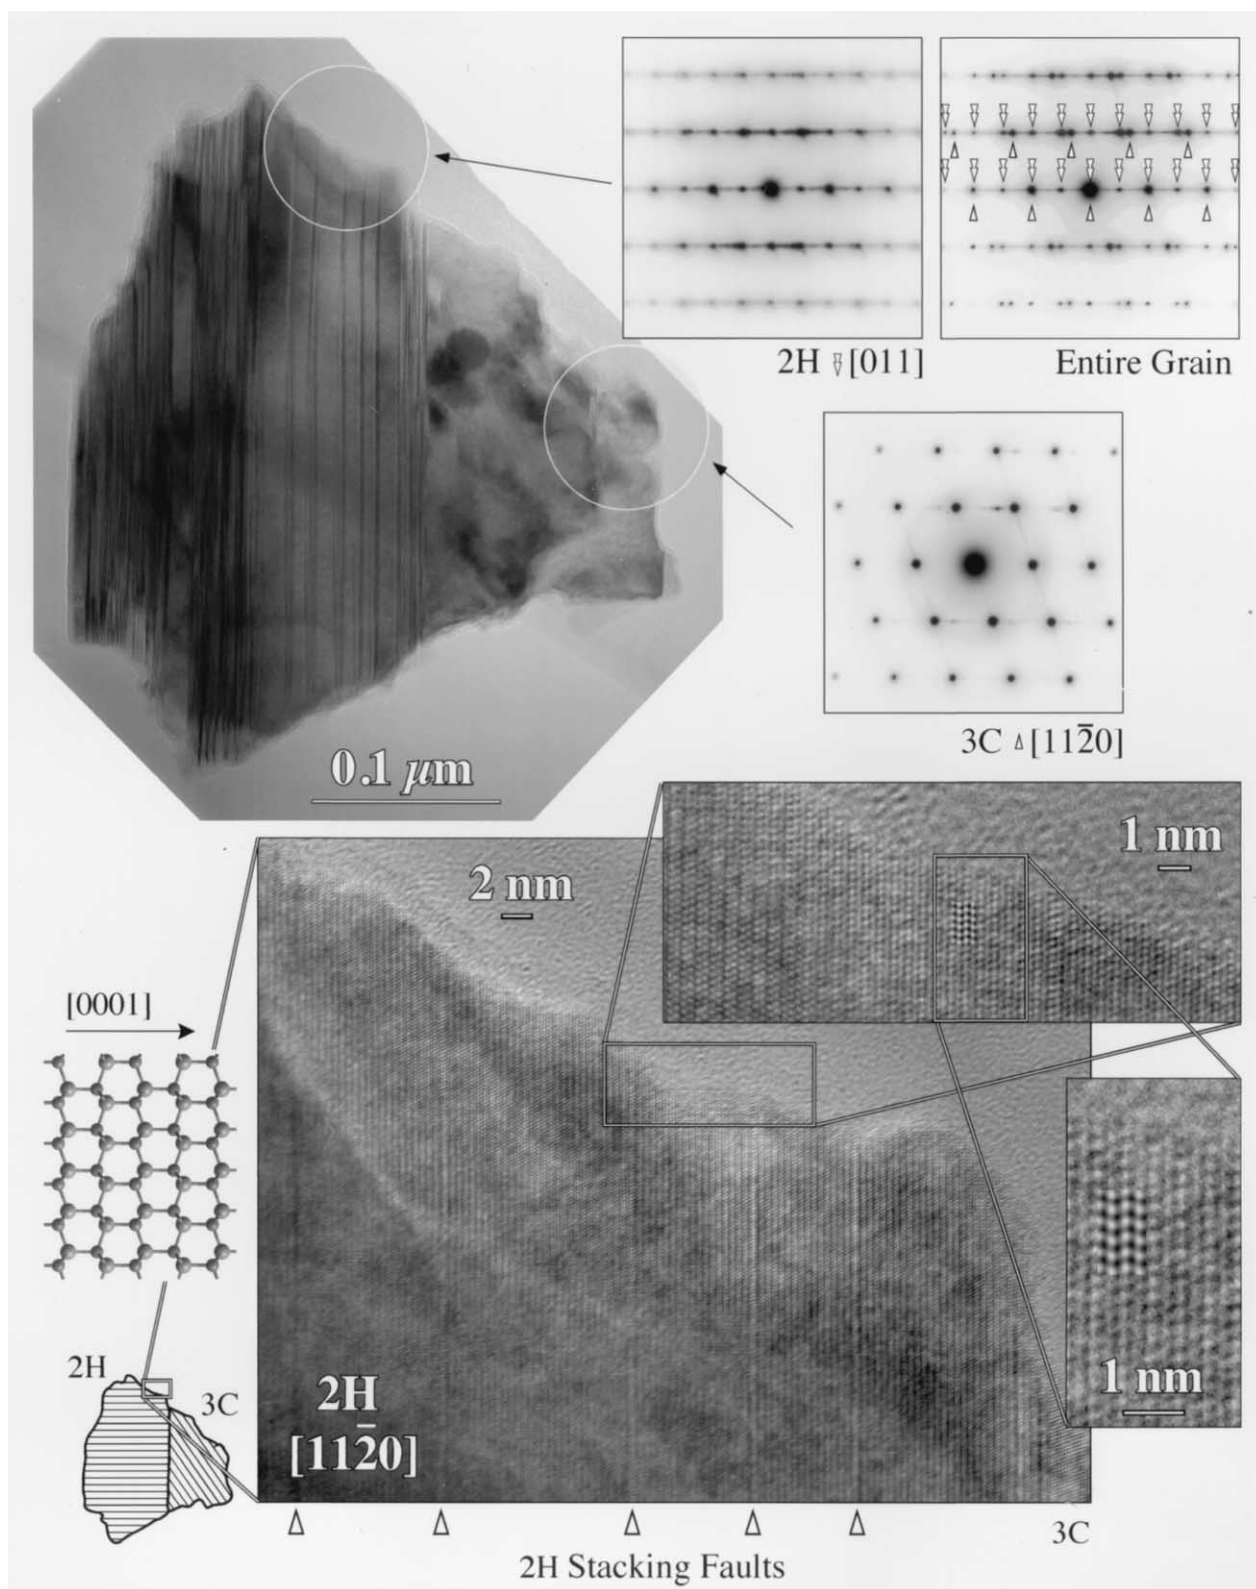 2H [011]
Entire Grain
3C [112̅0]
0.1 μm
1 nm
2 nm
[0001]
1 nm
2H
3C
2H
[112̅0]
3C
2H Stacking Faults